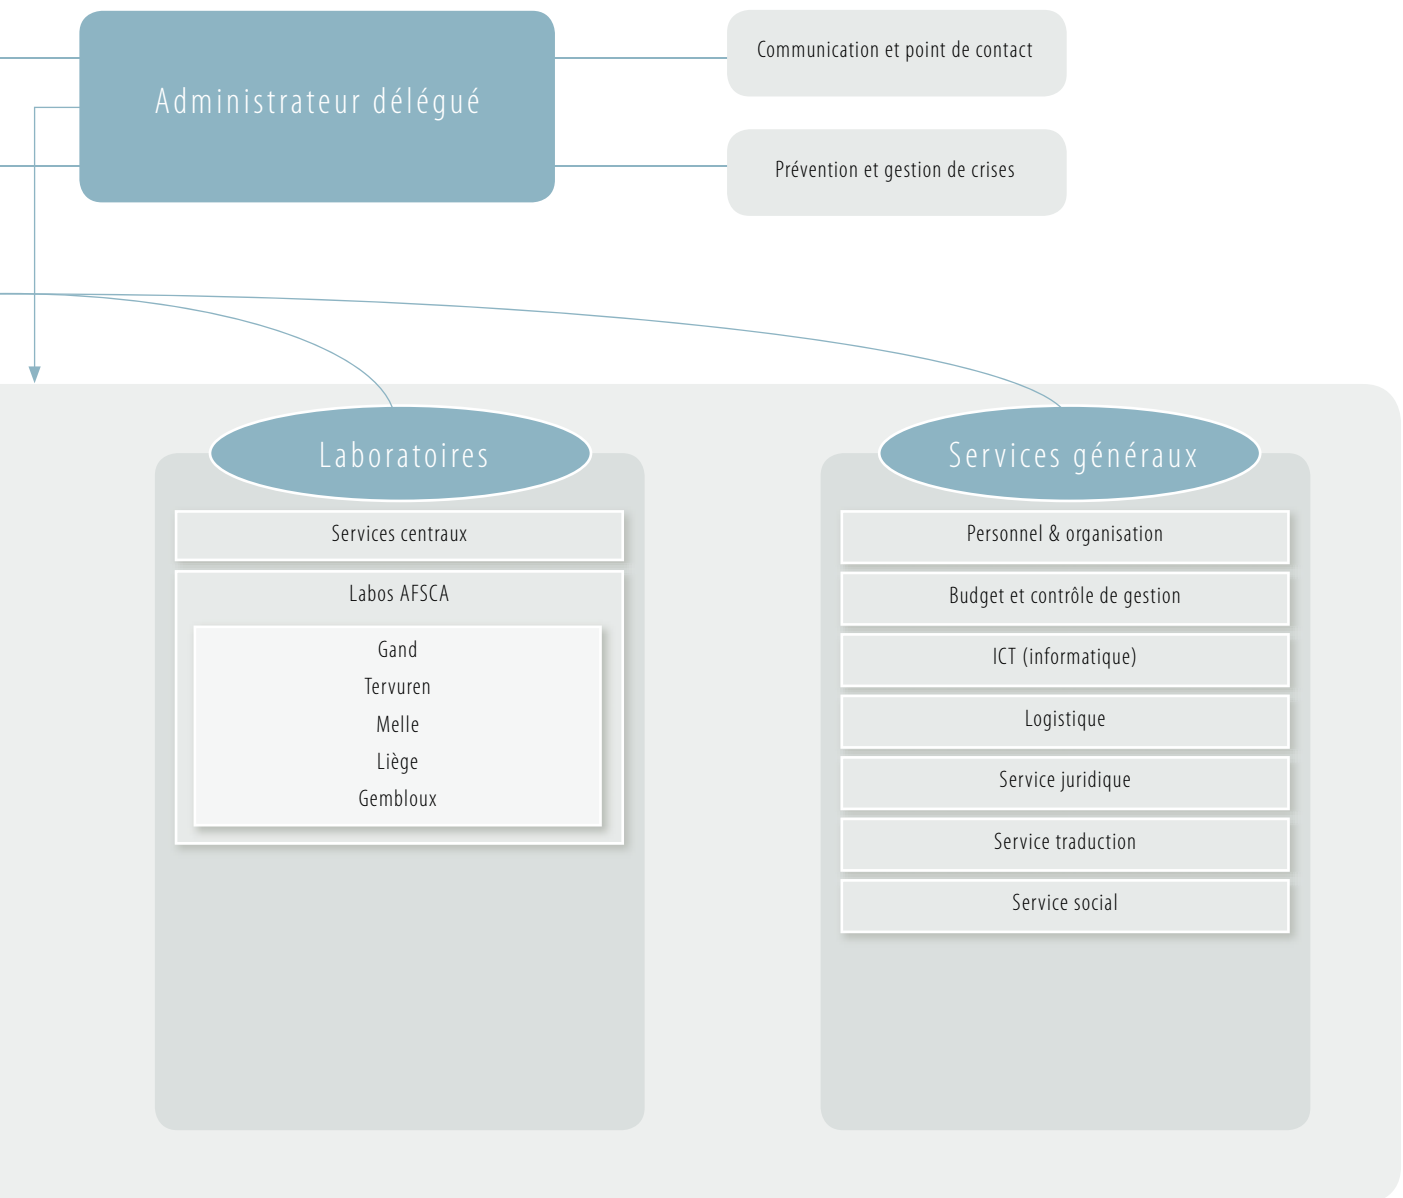 Administrateur délégué
Communication et point de contact
Prévention et gestion de crises
Laboratoires
Services centraux
Labos AFSCA
Gand
Tervuren
Melle
Liège
Gembloux
Services généraux
Personnel & organisation
Budget et contrôle de gestion
ICT (informatique)
Logistique
Service juridique
Service traduction
Service social